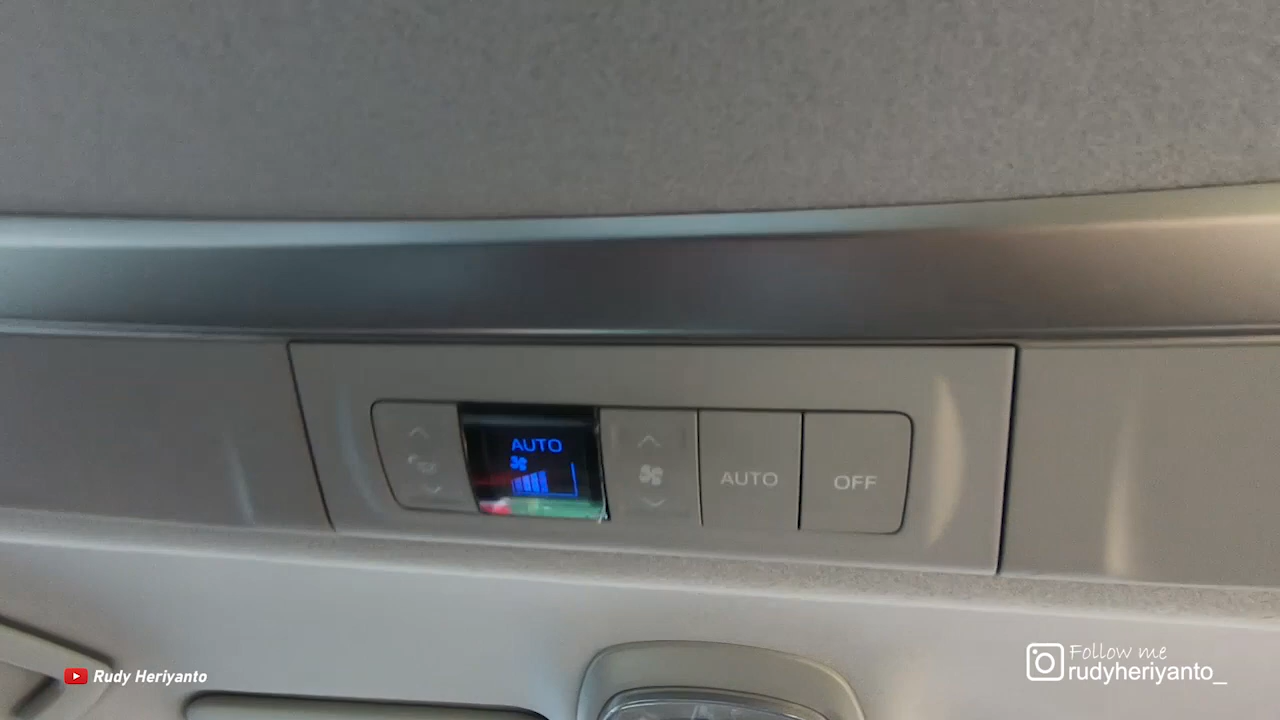 AUTO
AUTO
OFF
Rudy Heriyanto
Follow me
rudyheriyanto_